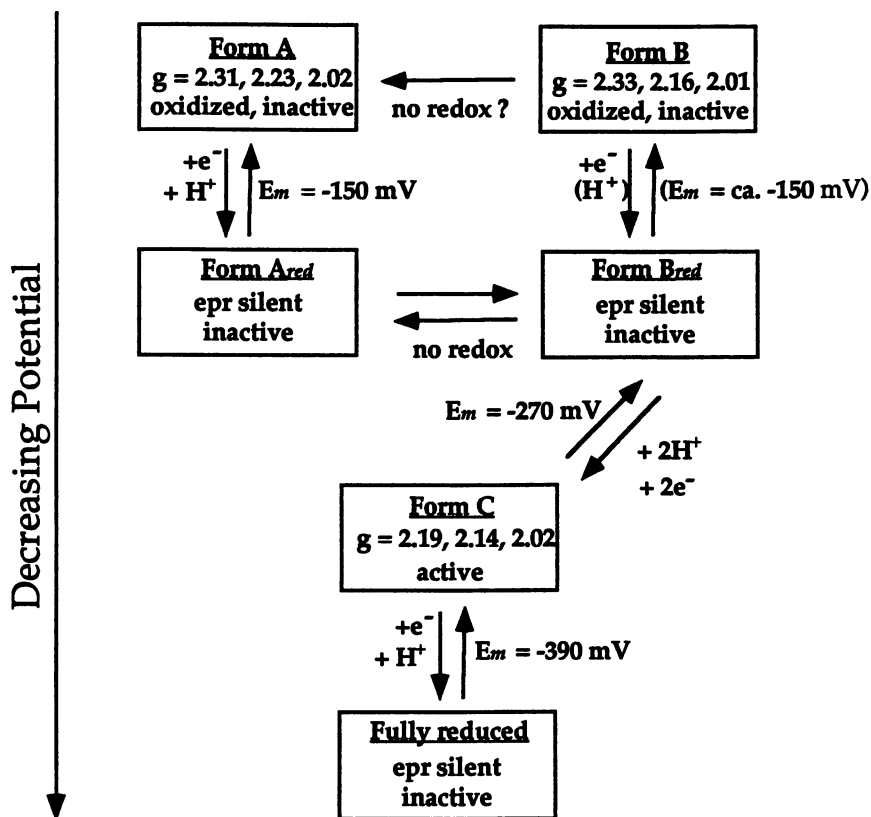 Decreasing Potential
Form A
g = 2.31, 2.23, 2.02
oxidized, inactive
no redox ?
Form B
g = 2.33, 2.16, 2.01
oxidized, inactive
+e⁻
+ H⁺
Eₘ = -150 mV
+e⁻
(H⁺)
(Eₘ = ca. -150 mV)
Form Ared
epr silent
inactive
no redox
Form Bred
epr silent
inactive
Eₘ = -270 mV
+ 2H⁺
+ 2e⁻
Form C
g = 2.19, 2.14, 2.02
active
+e⁻
+ H⁺
Eₘ = -390 mV
Fully reduced
epr silent
inactive